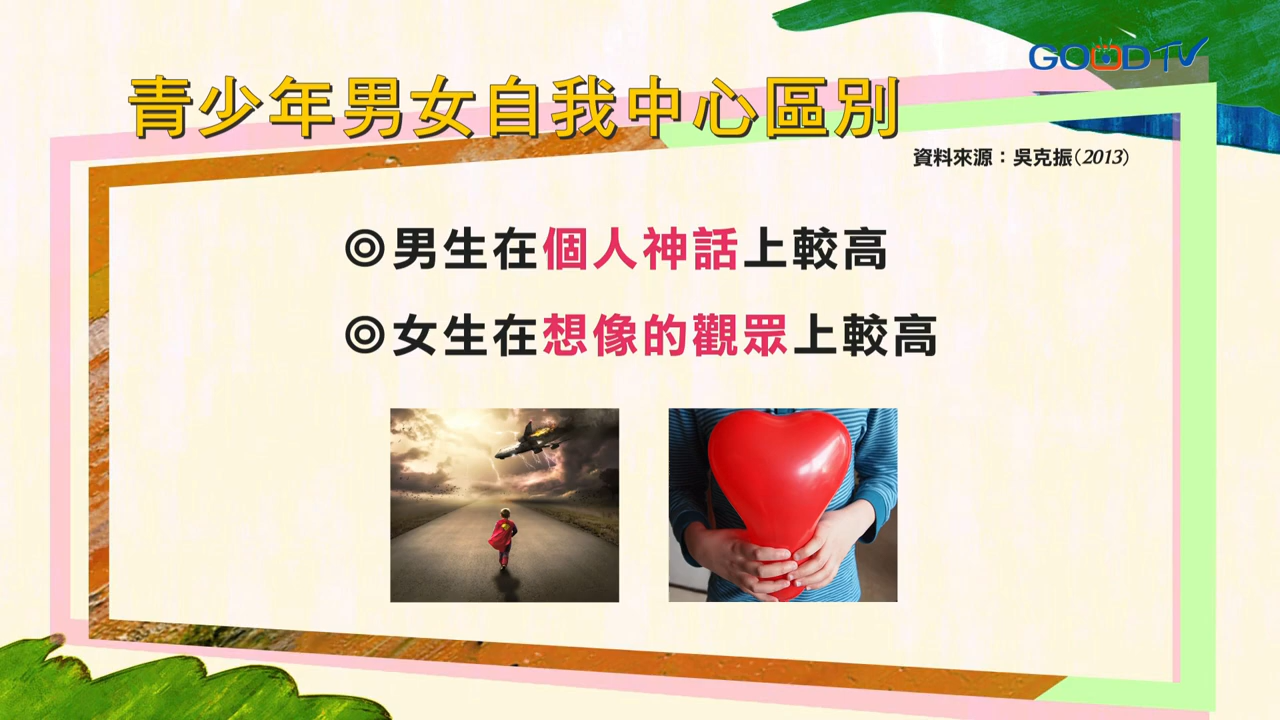 GOODTV
青少年男女自我中心區別
資料來源：吳克振(2013)
◎男生在個人神話上較高
◎女生在想像的觀眾上較高